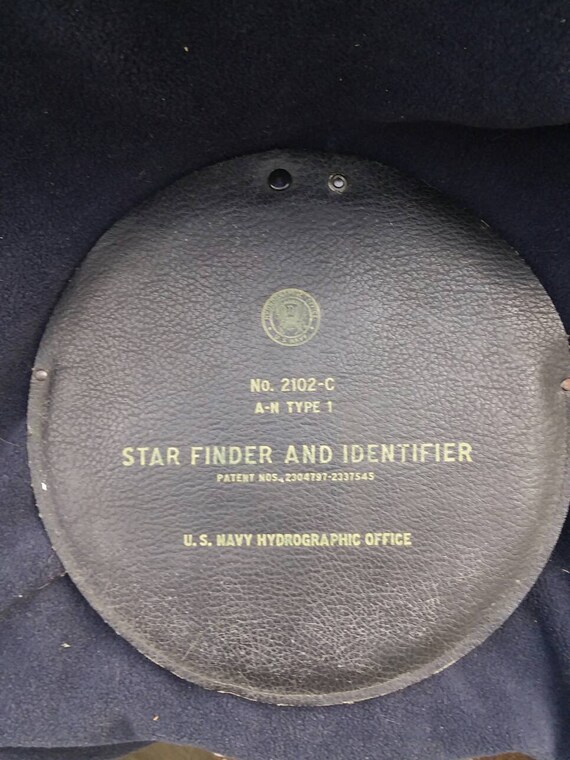 No. 2102-C
A-N TYPE 1
STAR FINDER AND IDENTIFIER
PATENT NOS., 2304797-2337545
U. S. NAVY HYDROGRAPHIC OFFICE